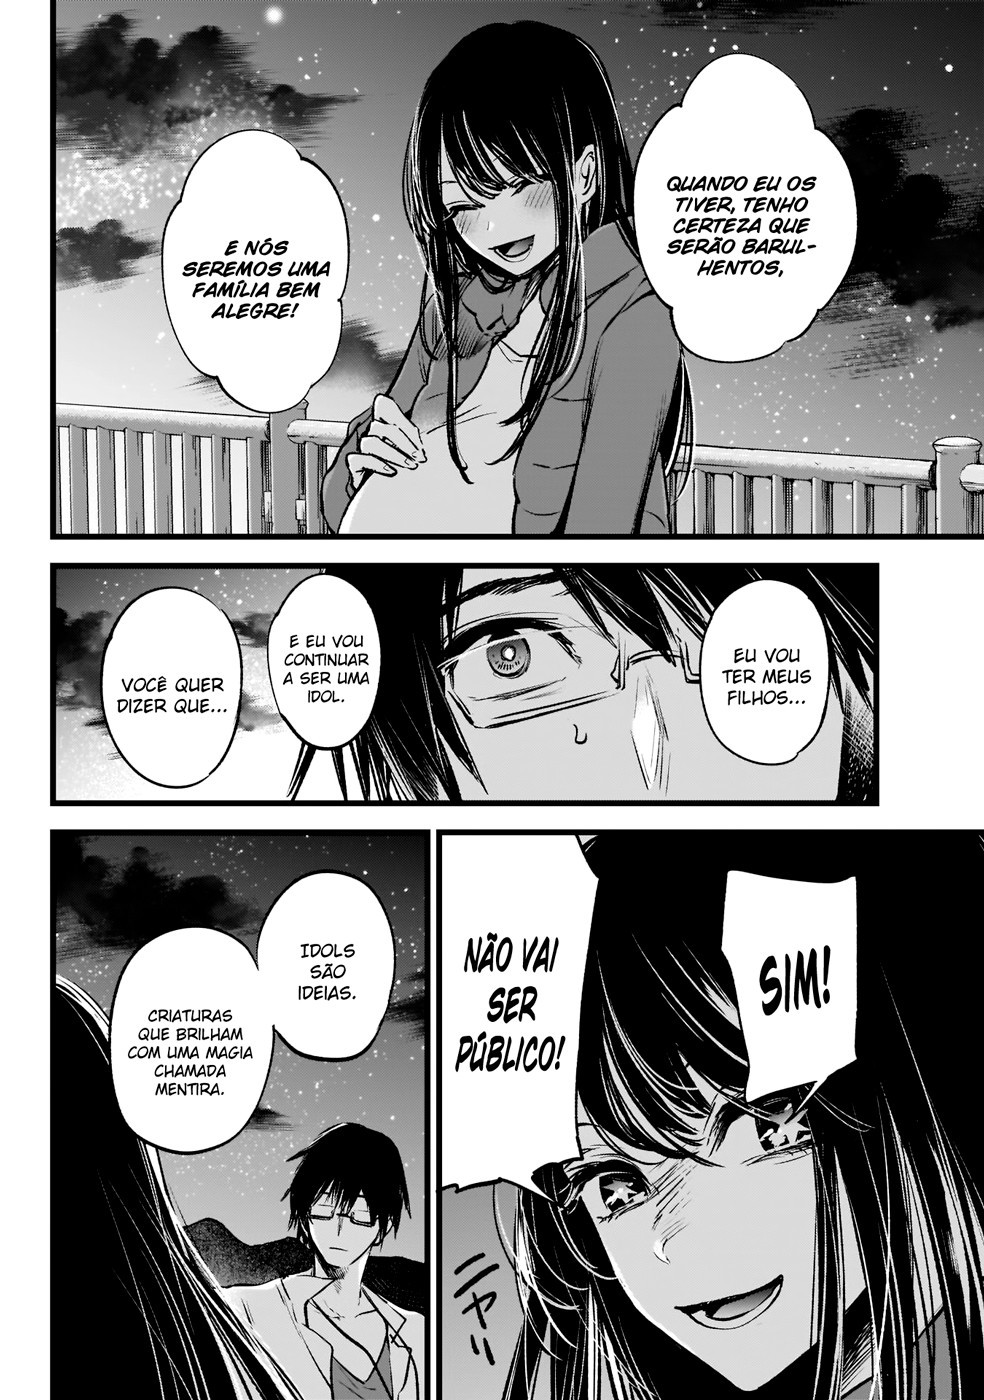 QUANDO EU OS
TIVER, TENHO
CERTEZA QUE
SERÃO BARUL-
HENTOS,
E NÓS
SEREMOS UMA
FAMÍLIA BEM
ALEGRE!
EU VOU
TER MEUS
FILHOS...
E EU VOU
CONTINUAR
A SER UMA
IDOL.
VOCÊ QUER
DIZER QUE...
SIM!
NÃO VAI
SER
PÚBLICO!
ニヤ
IDOLS
SÃO
IDEIAS.
CRIATURAS
QUE BRILHAM
COM UMA MAGIA
CHAMADA
MENTIRA.